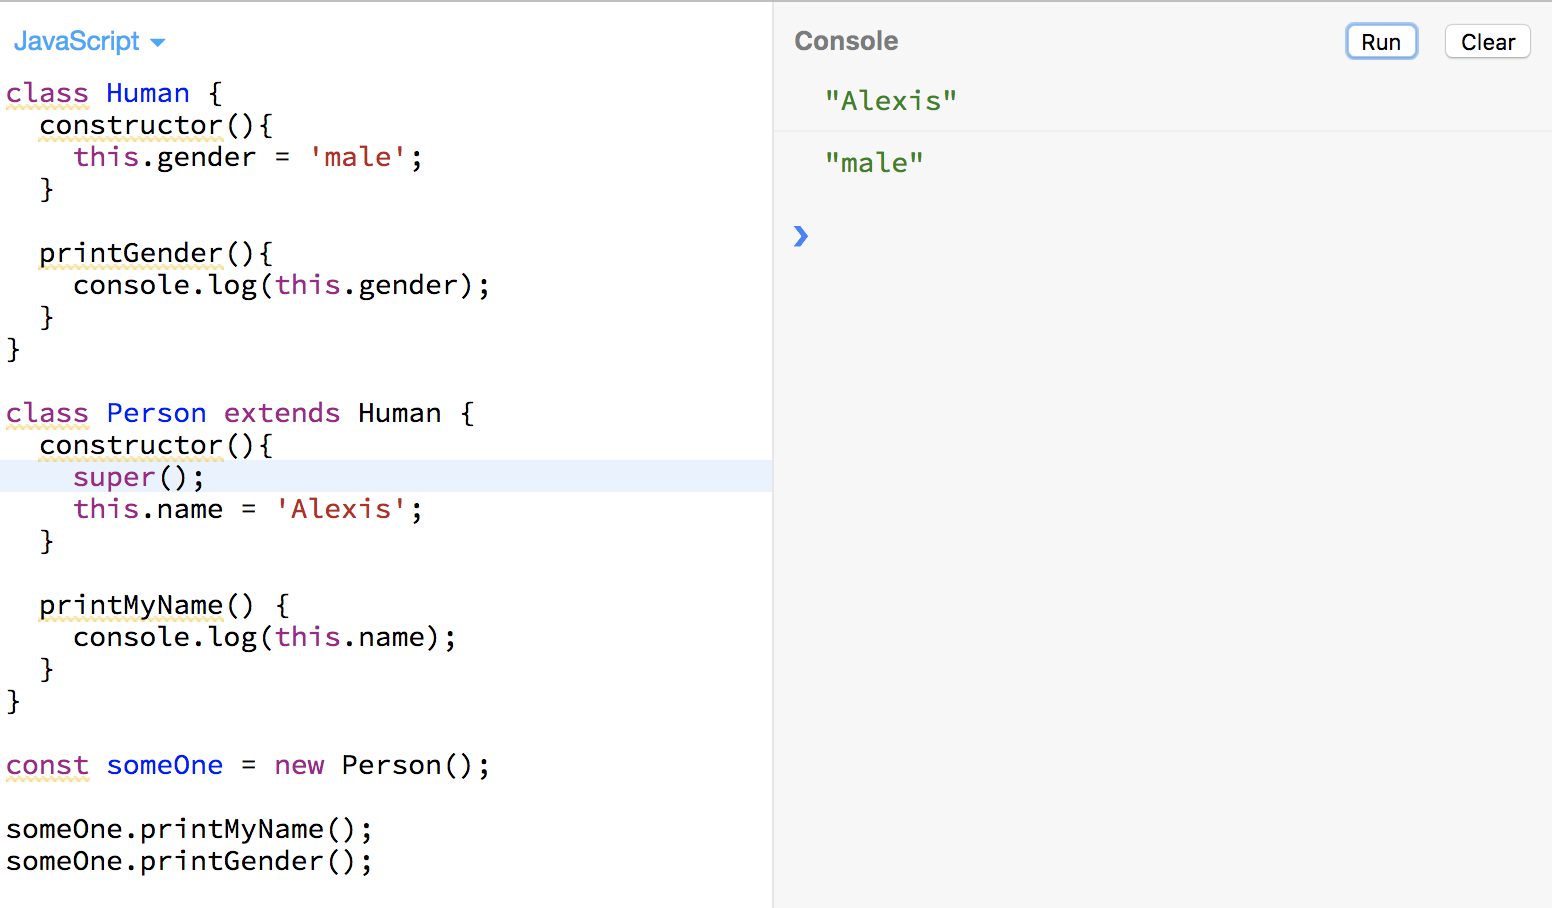 JavaScript
class Human {
  constructor(){
    this.gender = 'male';
  }

  printGender(){
    console.log(this.gender);
  }
}

class Person extends Human {
  constructor(){
    super();
    this.name = 'Alexis';
  }

  printMyName() {
    console.log(this.name);
  }
}

const someOne = new Person();

someOne.printMyName();
someOne.printGender();
Console
Run
Clear
"Alexis"
"male"